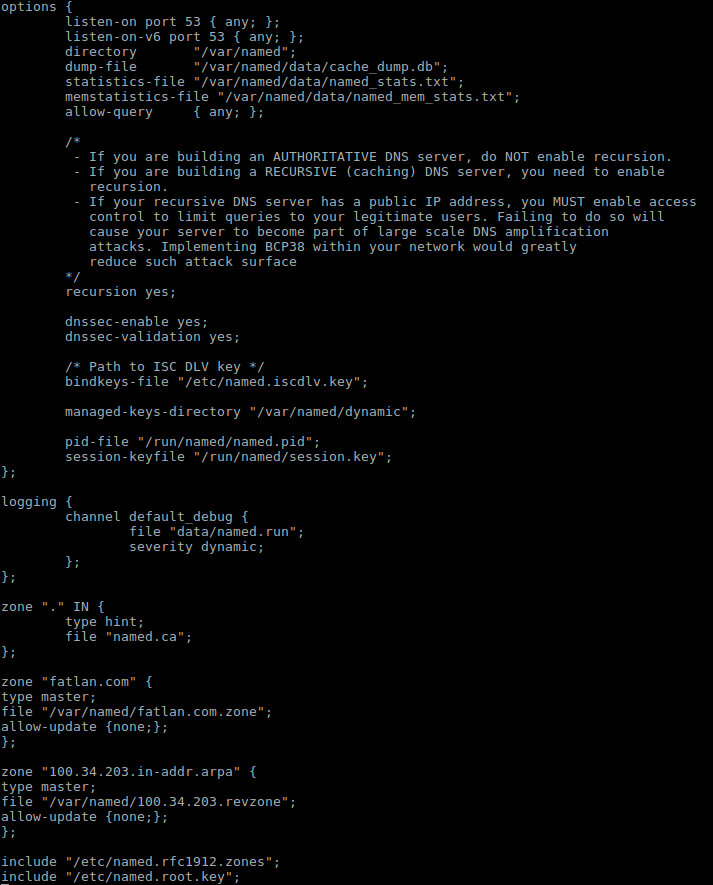 options {
        listen-on port 53 { any; };
        listen-on-v6 port 53 { any; };
        directory       "/var/named";
        dump-file       "/var/named/data/cache_dump.db";
        statistics-file "/var/named/data/named_stats.txt";
        memstatistics-file "/var/named/data/named_mem_stats.txt";
        allow-query     { any; };

        /*
         - If you are building an AUTHORITATIVE DNS server, do NOT enable recursion.
         - If you are building a RECURSIVE (caching) DNS server, you need to enable
           recursion.
         - If your recursive DNS server has a public IP address, you MUST enable access
           control to limit queries to your legitimate users. Failing to do so will
           cause your server to become part of large scale DNS amplification
           attacks. Implementing BCP38 within your network would greatly
           reduce such attack surface
        */
        recursion yes;

        dnssec-enable yes;
        dnssec-validation yes;

        /* Path to ISC DLV key */
        bindkeys-file "/etc/named.iscdlv.key";

        managed-keys-directory "/var/named/dynamic";

        pid-file "/run/named/named.pid";
        session-keyfile "/run/named/session.key";
};

logging {
        channel default_debug {
                file "data/named.run";
                severity dynamic;
        };
};

zone "." IN {
        type hint;
        file "named.ca";
};

zone "fatlan.com" {
type master;
file "/var/named/fatlan.com.zone";
allow-update {none;};
};

zone "100.34.203.in-addr.arpa" {
type master;
file "/var/named/100.34.203.revzone";
allow-update {none;};
};

include "/etc/named.rfc1912.zones";
include "/etc/named.root.key";